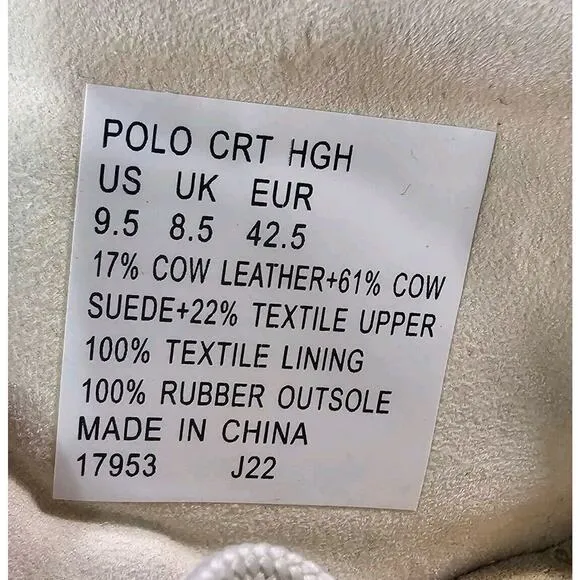 POLO CRT HGH
US UK EUR
9.5 8.5 42.5
17% COW LEATHER+61% COW
SUEDE+22% TEXTILE UPPER
100% TEXTILE LINING
100% RUBBER OUTSOLE
MADE IN CHINA
17953 J22